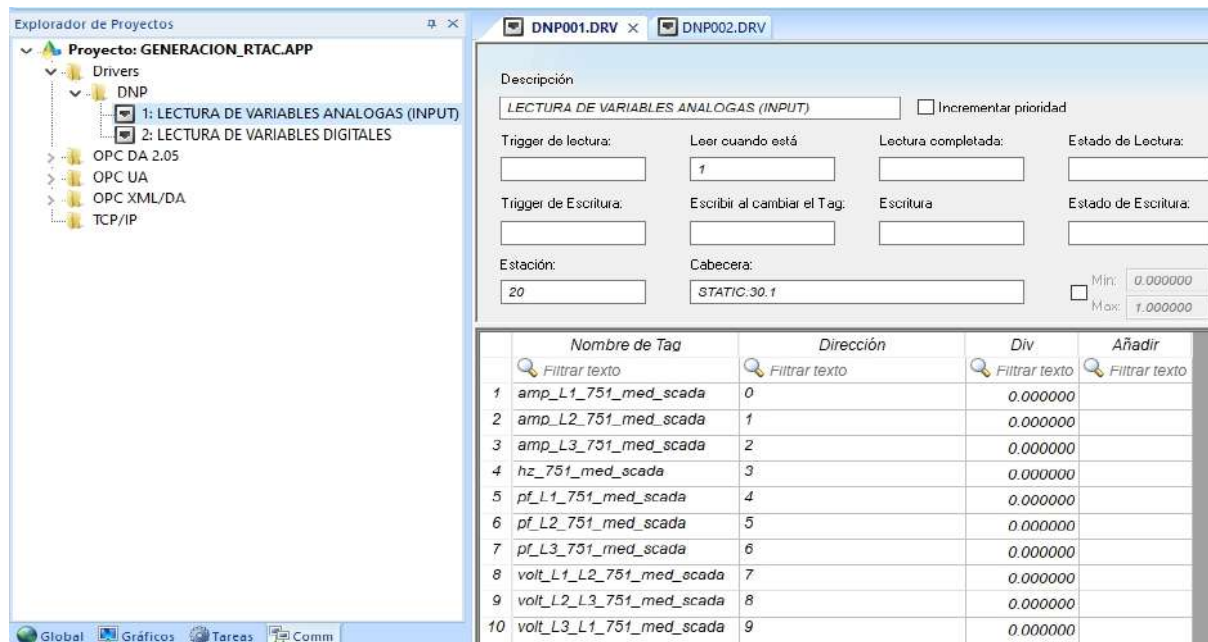 Explorador de Proyectos
Proyecto: GENERACION_RTAC.APP
Drivers
DNP
1: LECTURA DE VARIABLES ANALOGAS (INPUT)
2: LECTURA DE VARIABLES DIGITALES
OPC DA 2.05
OPC UA
OPC XML/DA
TCP/IP
Global Gráficos Tareas Comm
DNP001.DRV DNP002.DRV
Descripción
LECTURA DE VARIABLES ANALOGAS (INPUT) Incrementar prioridad
Trigger de lectura: Leer cuando está Lectura completada: Estado de Lectura:
1
Trigger de Escritura: Escribir al cambiar el Tag: Escritura Estado de Escritura:
Estación: Cabecera:
20 STATIC.30.1
Min: 0.000000
Max: 1.000000
Nombre de Tag Dirección Div Añadir
Filtrar texto Filtrar texto Filtrar texto Filtrar texto
1 amp_L1_751_med_scada 0 0.000000
2 amp_L2_751_med_scada 1 0.000000
3 amp_L3_751_med_scada 2 0.000000
4 hz_751_med_scada 3 0.000000
5 pf_L1_751_med_scada 4 0.000000
6 pf_L2_751_med_scada 5 0.000000
7 pf_L3_751_med_scada 6 0.000000
8 volt_L1_L2_751_med_scada 7 0.000000
9 volt_L2_L3_751_med_scada 8 0.000000
10 volt_L3_L1_751_med_scada 9 0.000000